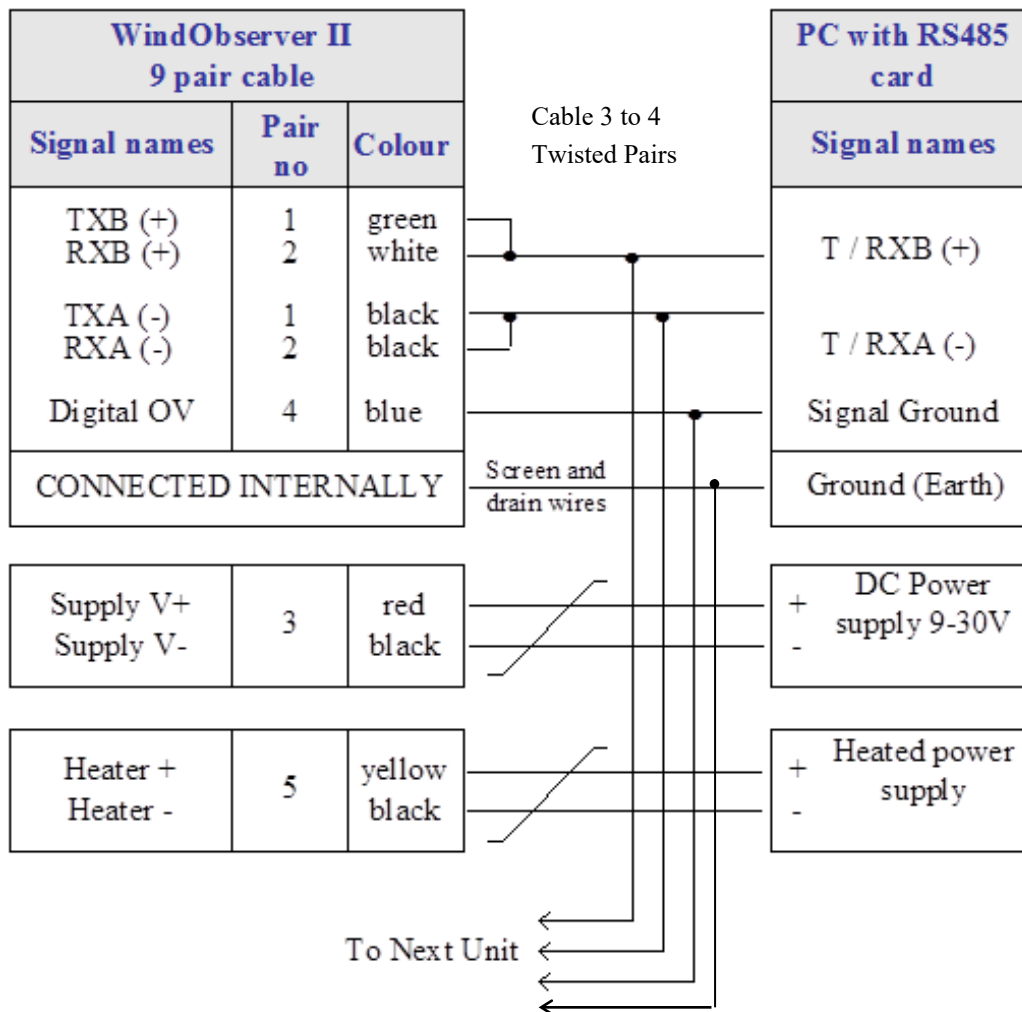 WindObserver II
9 pair cable
PC with RS485
card
Cable 3 to 4
Twisted Pairs
Signal names
Pair
no
Colour
Signal names
TXB (+) 1 green
RXB (+) 2 white
T / RXB (+)
TXA (-) 1 black
RXA (-) 2 black
T / RXA (-)
Digital OV 4 blue
Signal Ground
CONNECTED INTERNALLY
Screen and
drain wires
Ground (Earth)
Supply V+
Supply V-
3
red
black
+
-
DC Power
supply 9-30V
Heater +
Heater -
5
yellow
black
+
-
Heated power
supply
To Next Unit